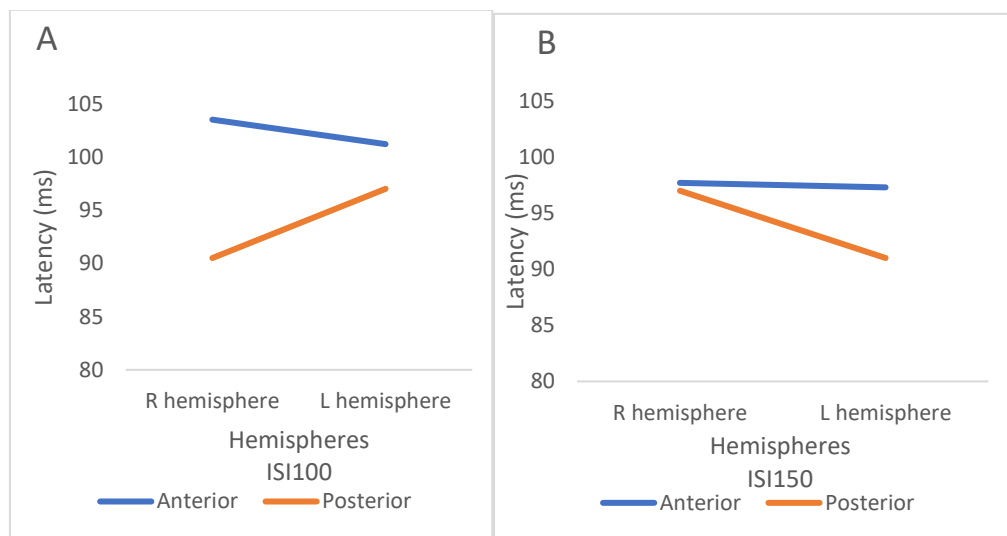 A
Latency (ms)
105
100
95
90
85
80
R hemisphere L hemisphere
Hemispheres
ISI100
Anterior Posterior
B
Latency (ms)
105
100
95
90
85
80
R hemisphere L hemisphere
Hemispheres
ISI150
Anterior Posterior